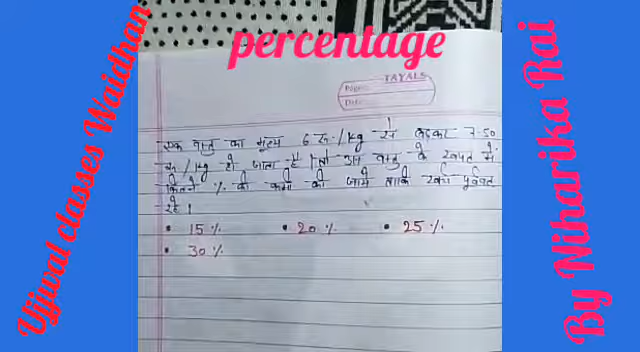 percentage
Ujjwal classes Waidhan
By Niharika Rai
TAYALS
Page:
Date:
एक वस्तु का मूल्य 6 रू./kg से बढ़कर 7.50
रू./kg हो जाता है। तो उस वस्तु के खपत में
कितने % की कमी की जाये ताकि खर्च पूर्ववत
रहे।
• 15% • 20% • 25%
• 30%